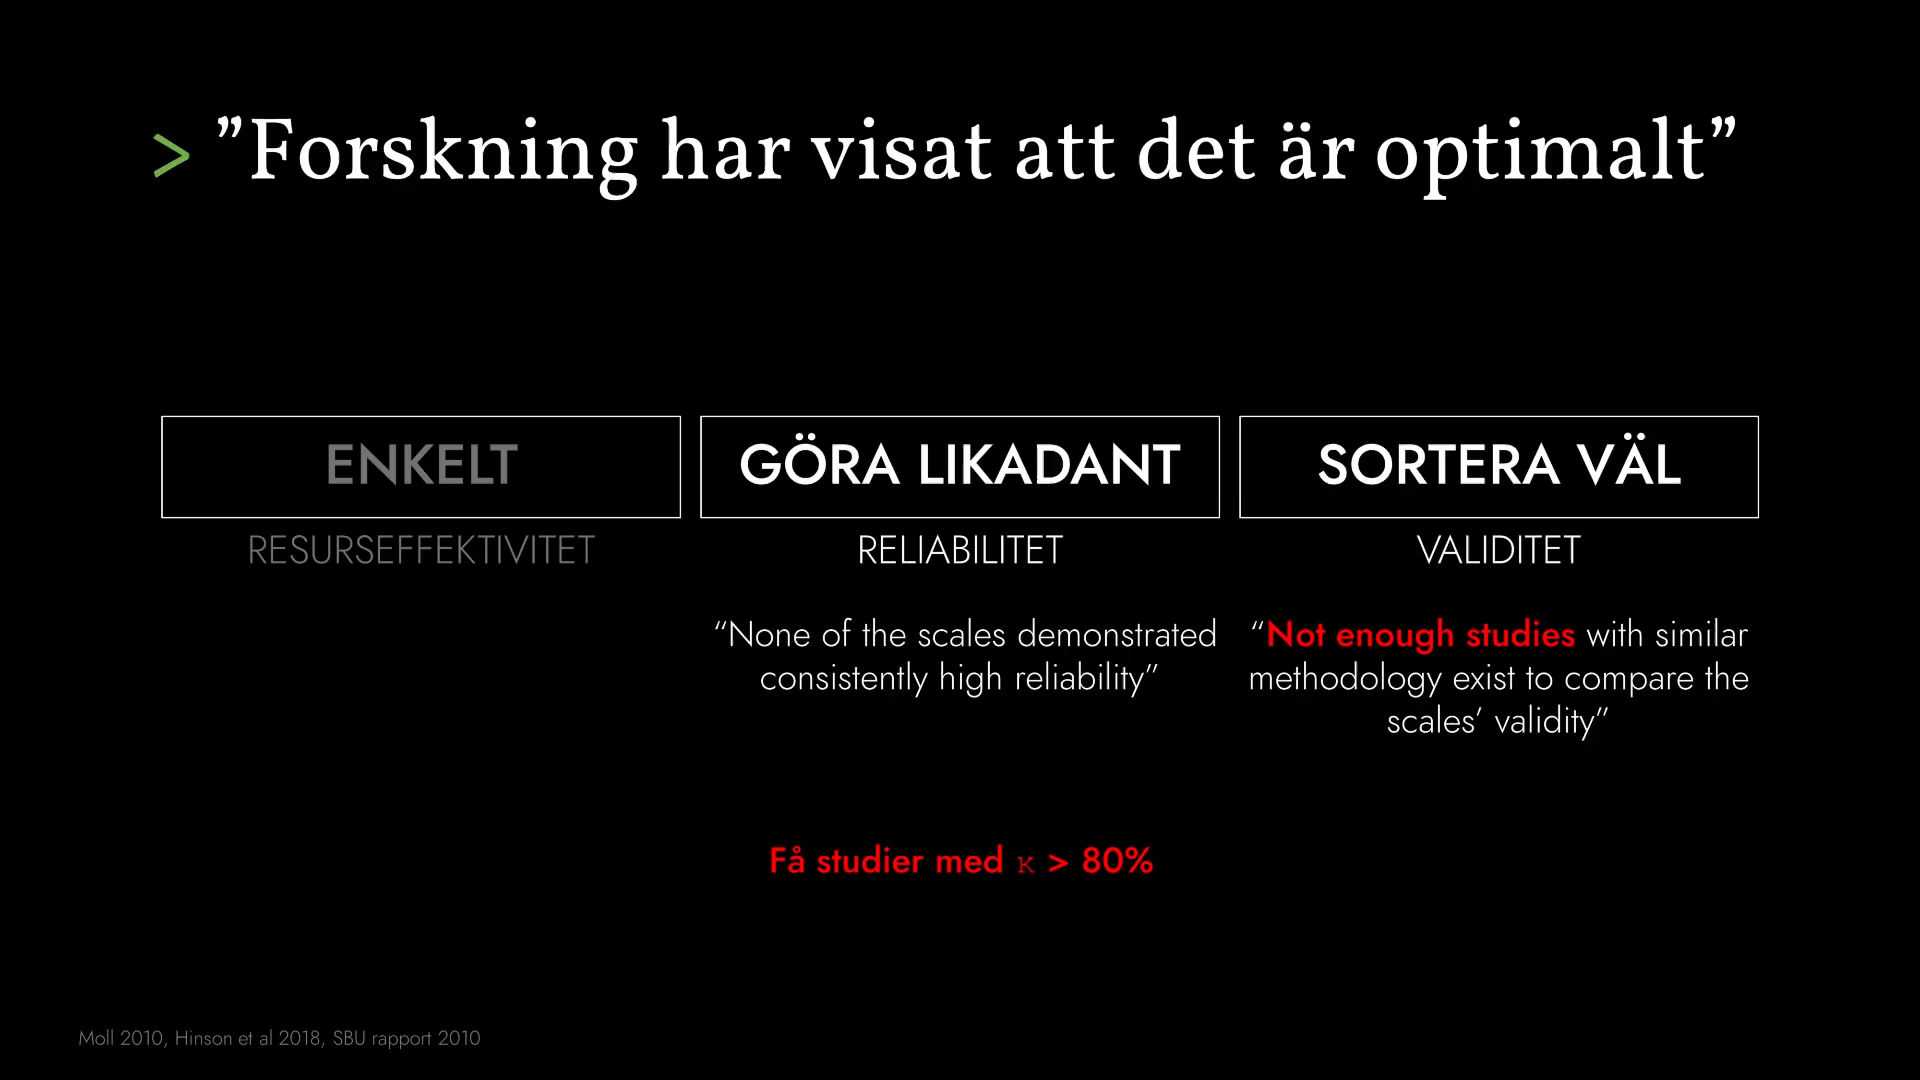 > ”Forskning har visat att det är optimalt”
ENKELT
RESURSEFFEKTIVITET
GÖRA LIKADANT
RELIABILITET
“None of the scales demonstrated
consistently high reliability”
Få studier med κ > 80%
SORTERA VÄL
VALIDITET
“Not enough studies with similar
methodology exist to compare the
scales’ validity”
Moll 2010, Hinson et al 2018, SBU rapport 2010